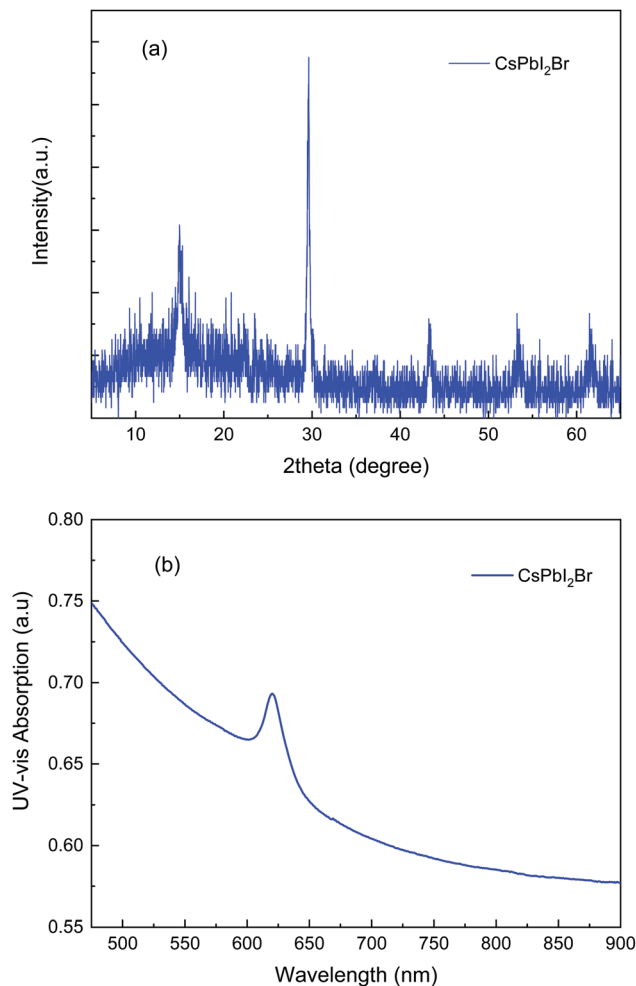 (a)
CsPbI₂Br
Intensity(a.u.)
10 20 30 40 50 60
2theta (degree)
0.80
(b)
CsPbI₂Br
0.75
0.70
0.65
0.60
0.55
UV-vis Absorption (a.u)
500 550 600 650 700 750 800 850 900
Wavelength (nm)